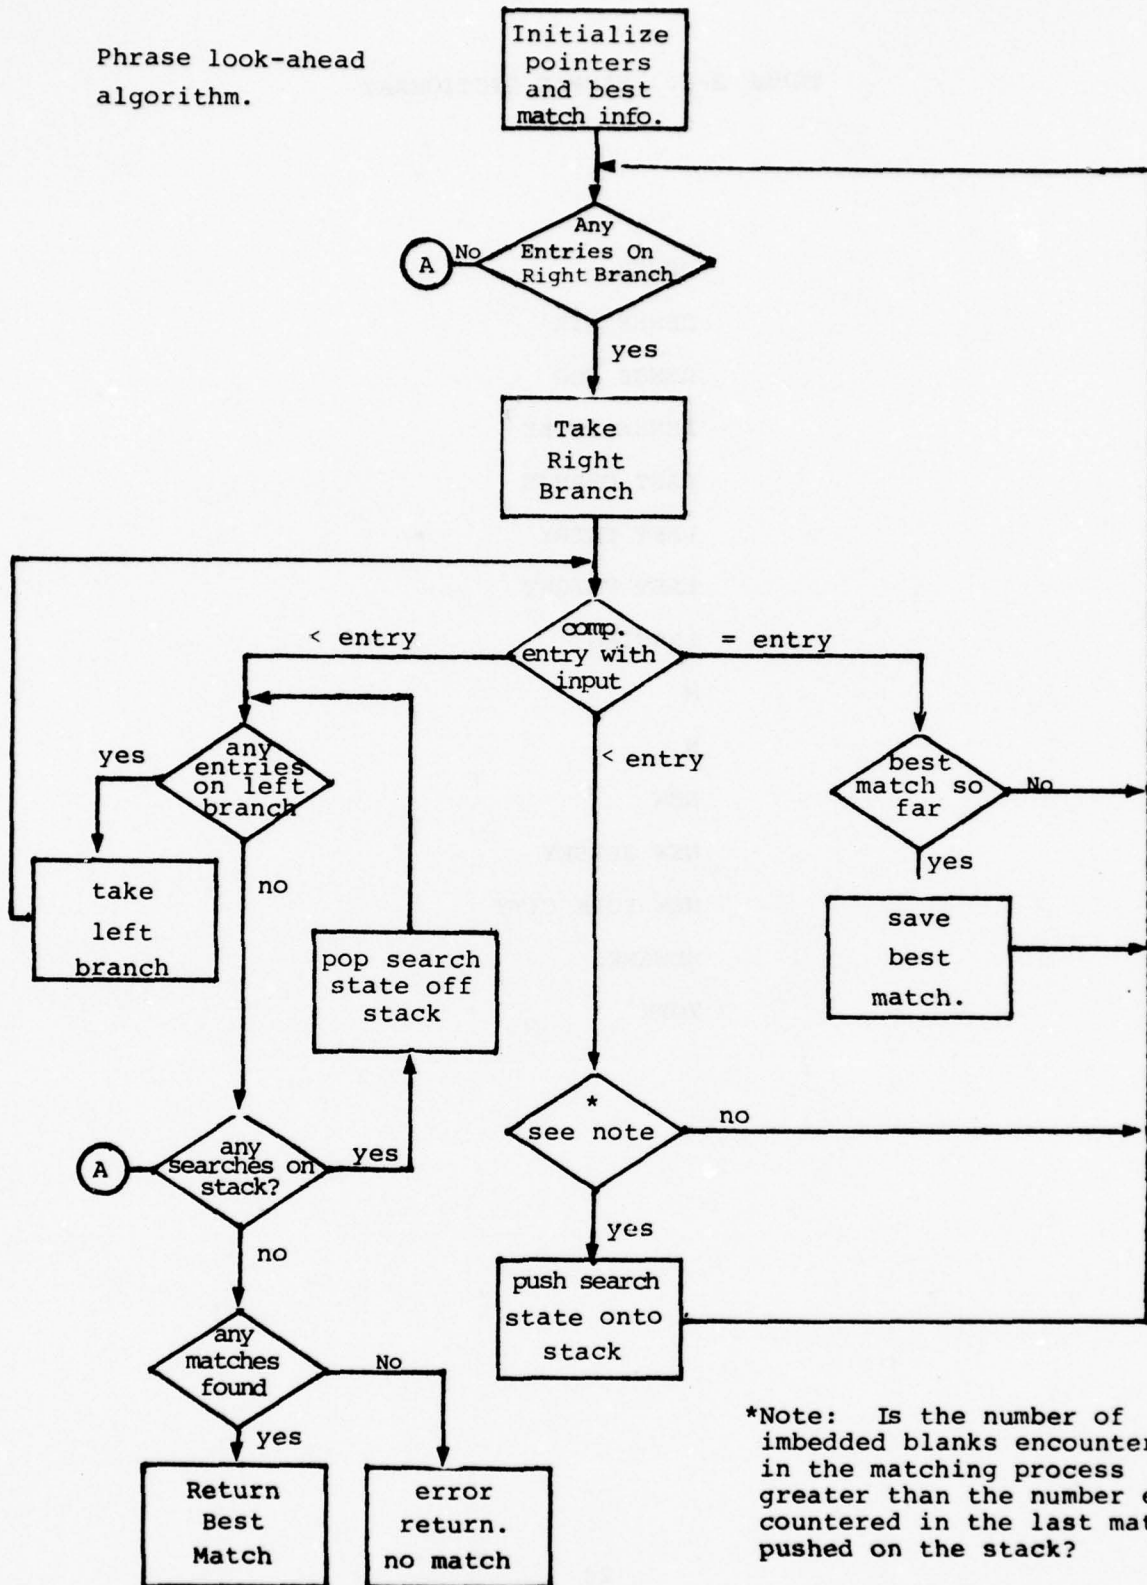 Phrase look-ahead
algorithm.
Initialize
pointers
and best
match info.
Any
Entries On
Right Branch
No
A
yes
Take
Right
Branch
comp.
entry with
input
< entry
= entry
< entry
any
entries
on left
branch
yes
no
take
left
branch
pop search
state off
stack
best
match so
far
No
yes
save
best
match.
*
see note
no
yes
push search
state onto
stack
any
searches on
stack?
A
yes
no
any
matches
found
No
yes
Return
Best
Match
error
return.
no match
*Note: Is the number of
imbedded blanks encounter
in the matching process
greater than the number e
countered in the last mat
pushed on the stack?